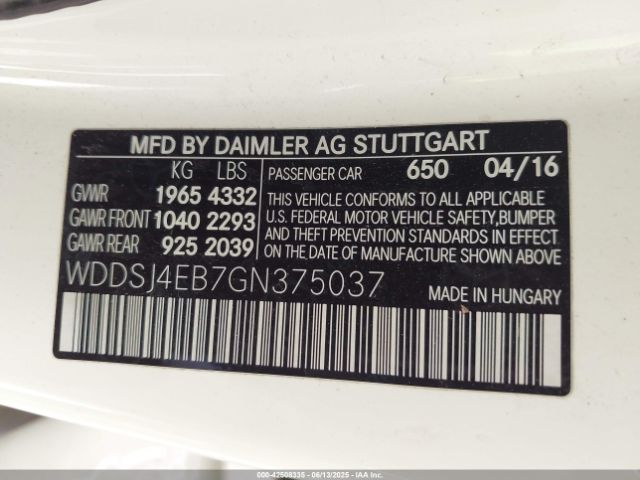 MFD BY DAIMLER AG STUTTGART
KG LBS
GVWR 1965 4332
GAWR FRONT 1040 2293
GAWR REAR 925 2039
PASSENGER CAR 650 04/16
THIS VEHICLE CONFORMS TO ALL APPLICABLE
U.S. FEDERAL MOTOR VEHICLE SAFETY,BUMPER
AND THEFT PREVENTION STANDARDS IN EFFECT
ON THE DATE OF MANUFACTURE SHOWN ABOVE.
WDDSJ4EB7GN375037
MADE IN HUNGARY
000-42508335 - 06/13/2025 - IAAI.COM